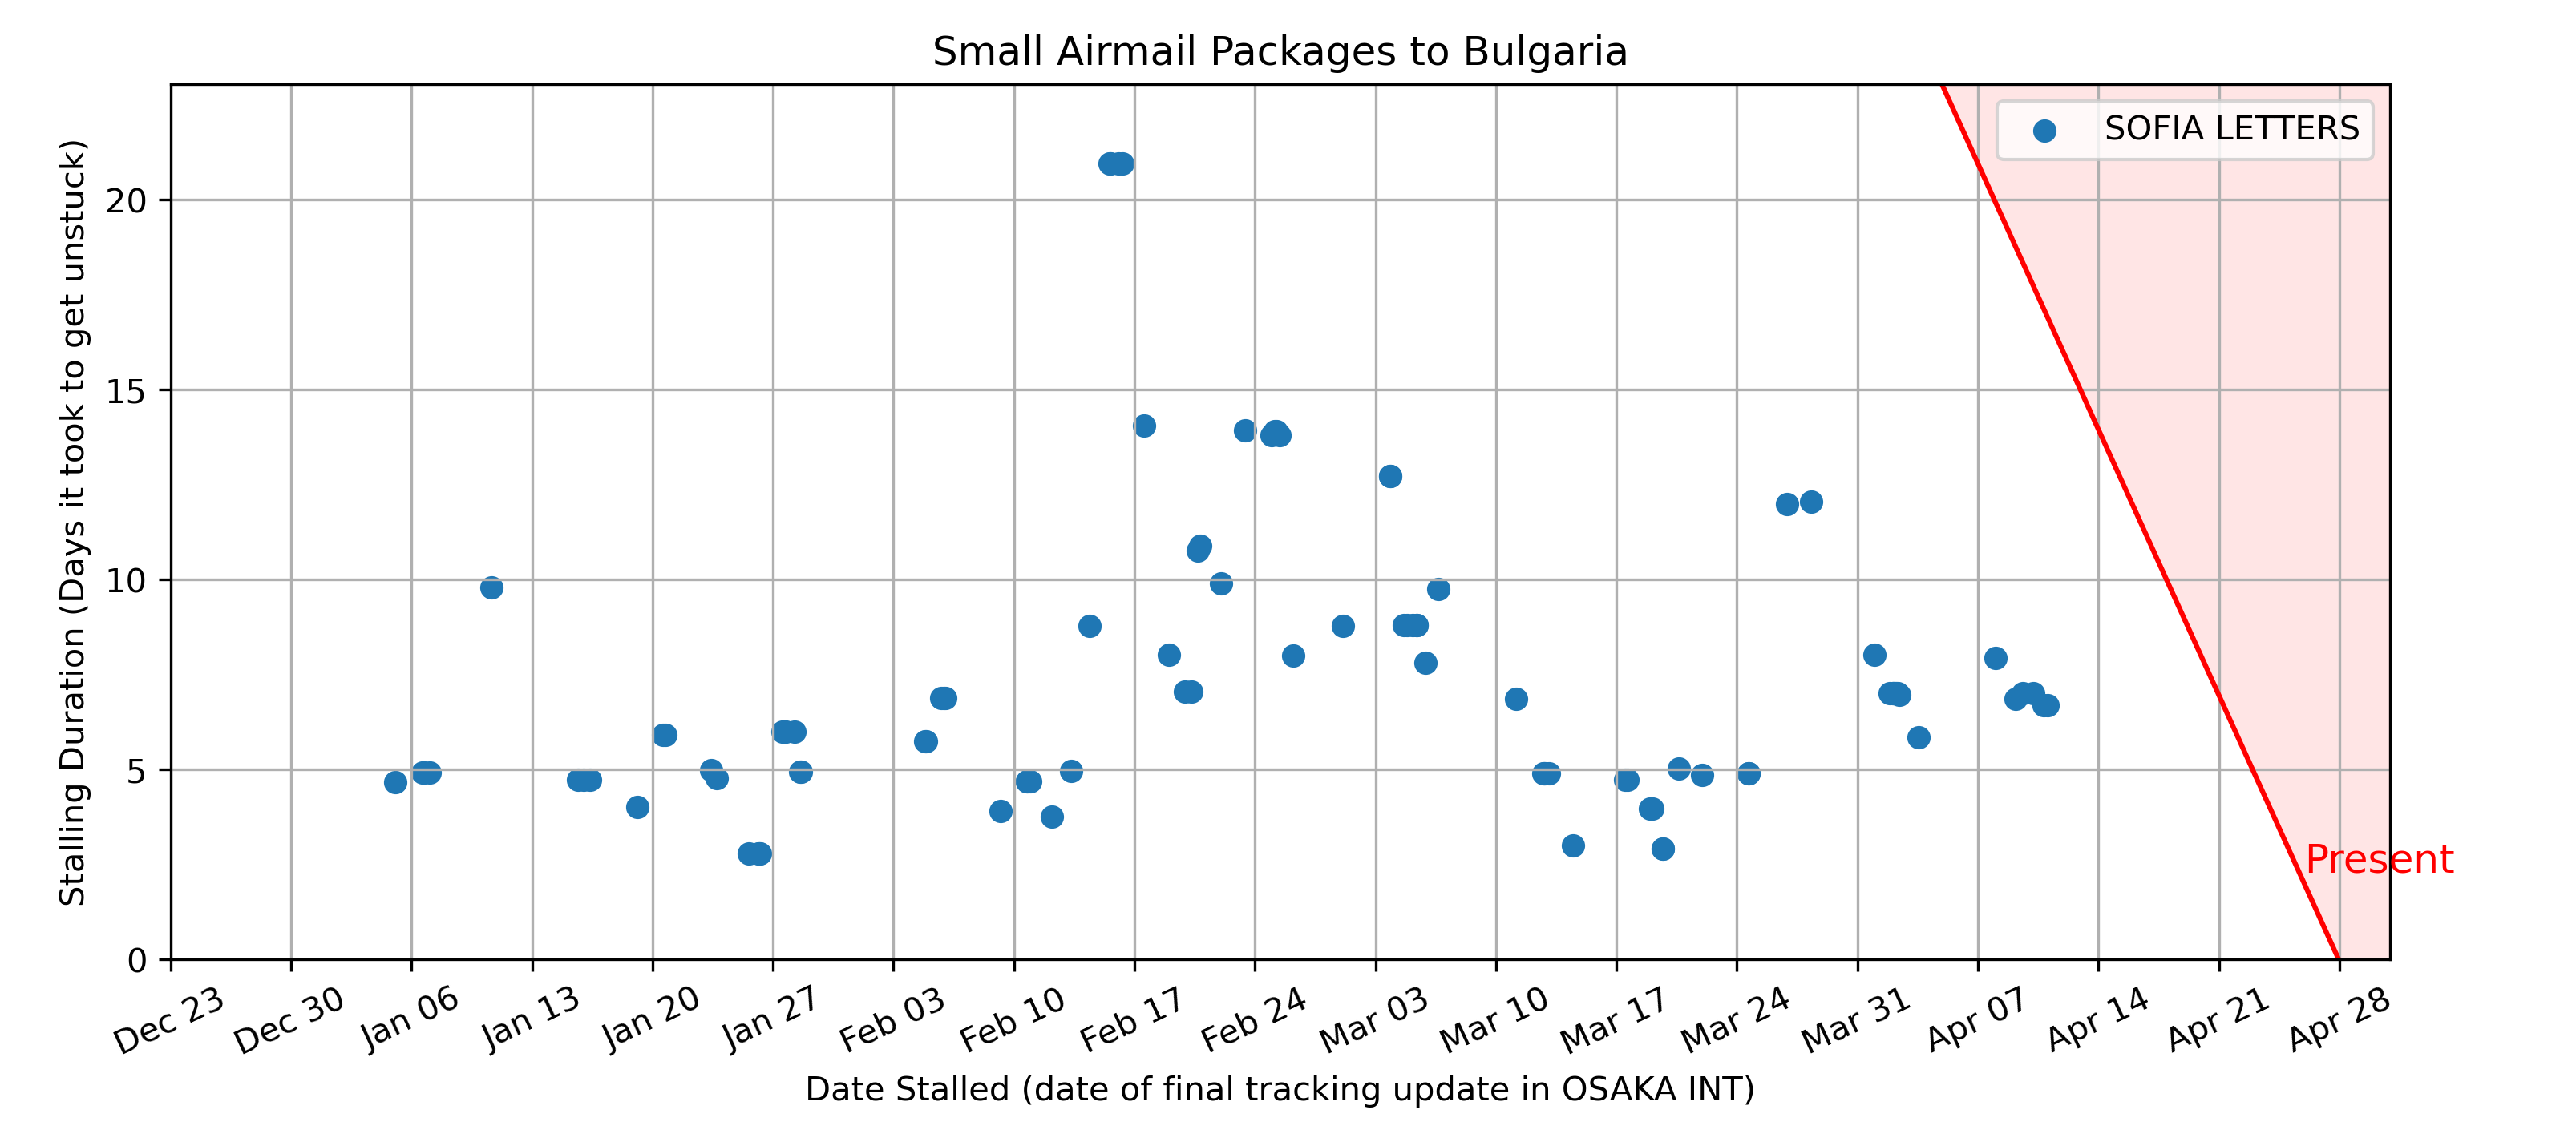 Small Airmail Packages to Bulgaria
SOFIA LETTERS
Stalling Duration (Days it took to get unstuck)
20
15
10
5
0
Present
Dec 23
Dec 30
Jan 06
Jan 13
Jan 20
Jan 27
Feb 03
Feb 10
Feb 17
Feb 24
Mar 03
Mar 10
Mar 17
Mar 24
Mar 31
Apr 07
Apr 14
Apr 21
Apr 28
Date Stalled (date of final tracking update in OSAKA INT)